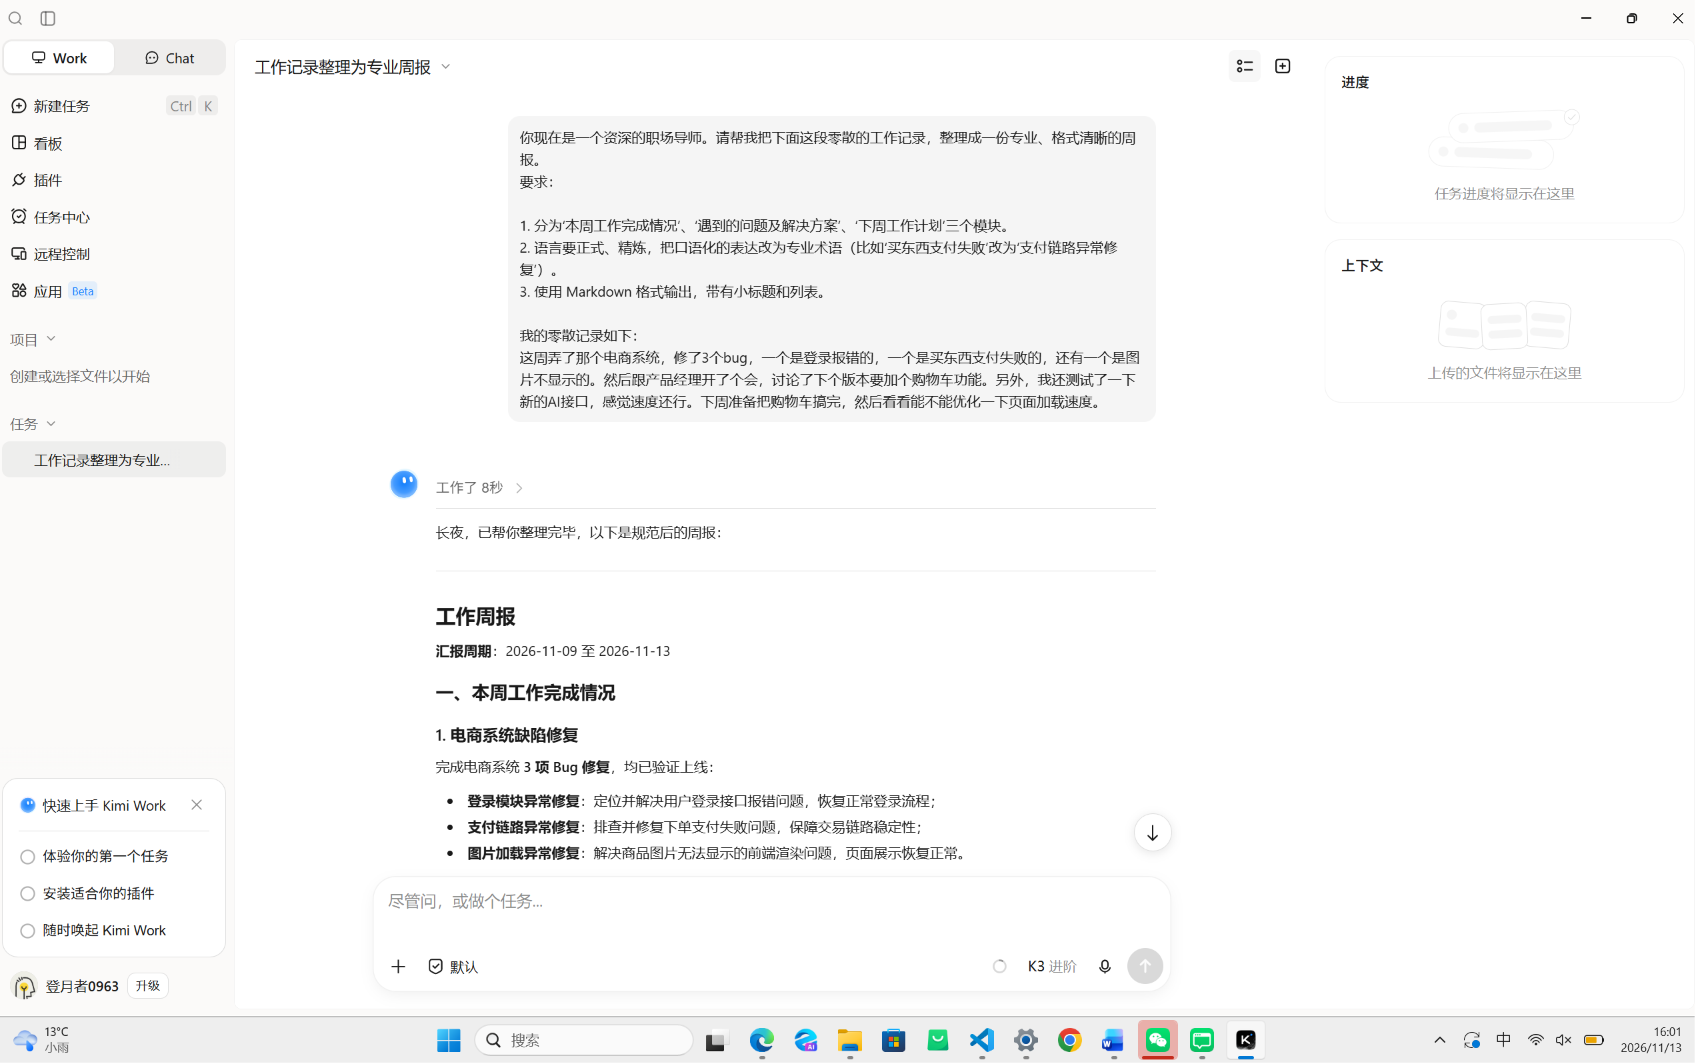 Work
Chat
新建任务
Ctrl K
看板
插件
任务中心
远程控制
应用 Beta
项目
创建或选择文件以开始
任务
工作记录整理为专业...
快速上手 Kimi Work
体验你的第一个任务
安装适合你的插件
随时唤起 Kimi Work
登月者0963
升级
工作记录整理为专业周报
你现在是一个资深的职场导师。请帮我把下面这段零散的工作记录，整理成一份专业、格式清晰的周
报。
要求：
1. 分为‘本周工作完成情况’、‘遇到的问题及解决方案’、‘下周工作计划’三个模块。
2. 语言要正式、精炼，把口语化的表达改为专业术语（比如‘买东西支付失败’改为‘支付链路异常修
复’）。
3. 使用 Markdown 格式输出，带有小标题和列表。
我的零散记录如下：
这周弄了那个电商系统，修了3个bug，一个是登录报错的，一个是买东西支付失败的，还有一个是图
片不显示的。然后跟产品经理开了个会，讨论了下个版本要加个购物车功能。另外，我还测试了一下
新的AI接口，感觉速度还行。下周准备把购物车搞完，然后看看能不能优化一下页面加载速度。
工作了 8秒
长夜，已帮你整理完毕，以下是规范后的周报：
工作周报
汇报周期：2026-11-09 至 2026-11-13
一、本周工作完成情况
1. 电商系统缺陷修复
完成电商系统 3 项 Bug 修复，均已验证上线：
• 登录模块异常修复：定位并解决用户登录接口报错问题，恢复正常登录流程；
• 支付链路异常修复：排查并修复下单支付失败问题，保障交易链路稳定性；
• 图片加载异常修复：解决商品图片无法显示的前端渲染问题，页面展示恢复正常。
尽管问，或做个任务...
默认
K3 进阶
进度
任务进度将显示在这里
上下文
上传的文件将显示在这里
13°C
小雨
搜索
中
16:01
2026/11/13